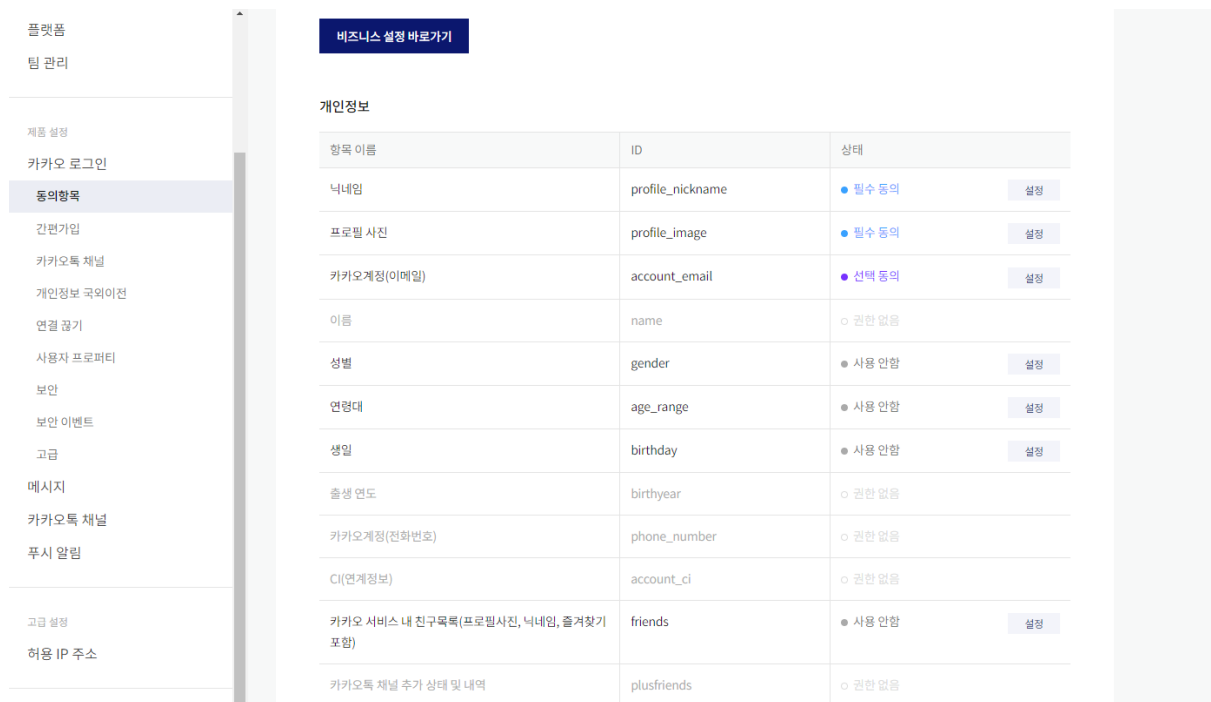 플랫폼
팀 관리
제품 설정
카카오 로그인
동의항목
간편가입
카카오톡 채널
개인정보 국외이전
연결 끊기
사용자 프로퍼티
보안
보안 이벤트
고급
메시지
카카오톡 채널
푸시 알림
고급 설정
허용 IP 주소
비즈니스 설정 바로가기
개인정보
항목 이름 ID 상태
닉네임 profile_nickname 필수 동의 설정
프로필 사진 profile_image 필수 동의 설정
카카오계정(이메일) account_email 선택 동의 설정
이름 name 권한 없음
성별 gender 사용 안함 설정
연령대 age_range 사용 안함 설정
생일 birthday 사용 안함 설정
출생 연도 birthyear 권한 없음
카카오계정(전화번호) phone_number 권한 없음
CI(연계정보) account_ci 권한 없음
카카오 서비스 내 친구목록(프로필사진, 닉네임, 즐겨찾기 friends 사용 안함 설정
포함)
카카오톡 채널 추가 상태 및 내역 plusfriends 권한 없음